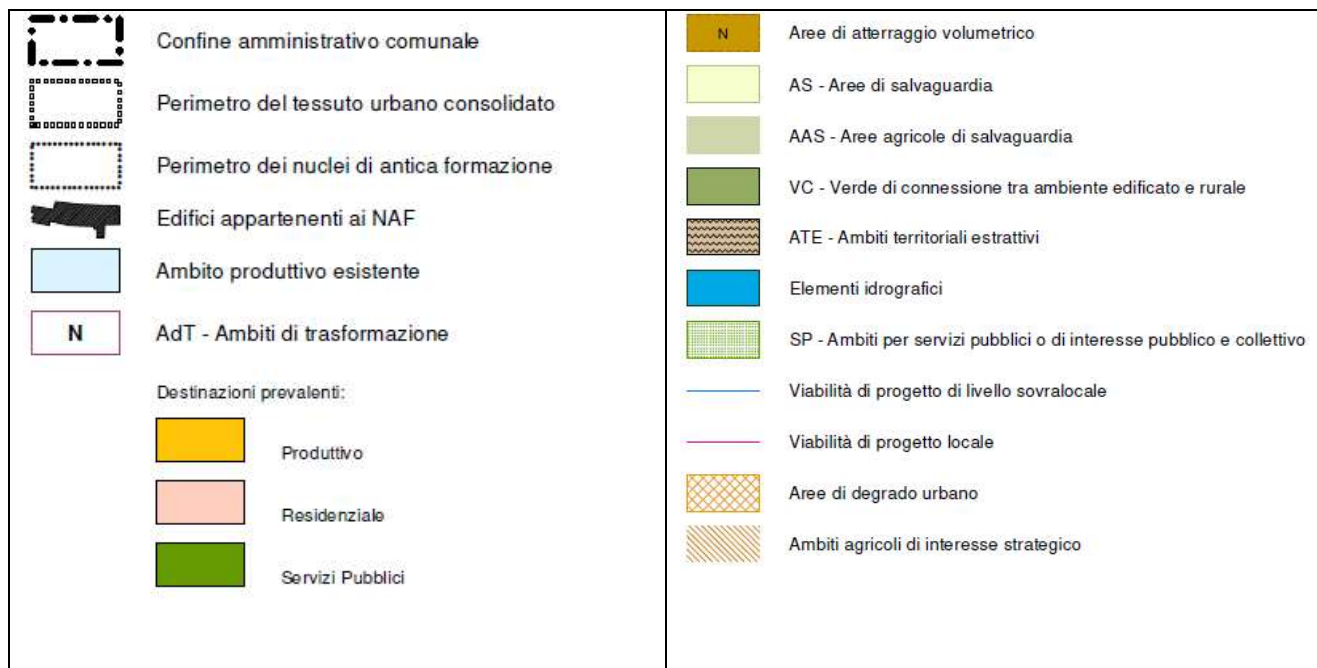 Confine amministrativo comunale
Perimetro del tessuto urbano consolidato
Perimetro dei nuclei di antica formazione
Edifici appartenenti ai NAF
Ambito produttivo esistente
N AdT - Ambiti di trasformazione
Destinazioni prevalenti:
Produttivo
Residenziale
Servizi Pubblici
N Aree di atterraggio volumetrico
AS - Aree di salvaguardia
AAS - Aree agricole di salvaguardia
VC - Verde di connessione tra ambiente edificato e rurale
ATE - Ambiti territoriali estrattivi
Elementi idrografici
SP - Ambiti per servizi pubblici o di interesse pubblico e collettivo
Viabilità di progetto di livello sovralocale
Viabilità di progetto locale
Aree di degrado urbano
Ambiti agricoli di interesse strategico